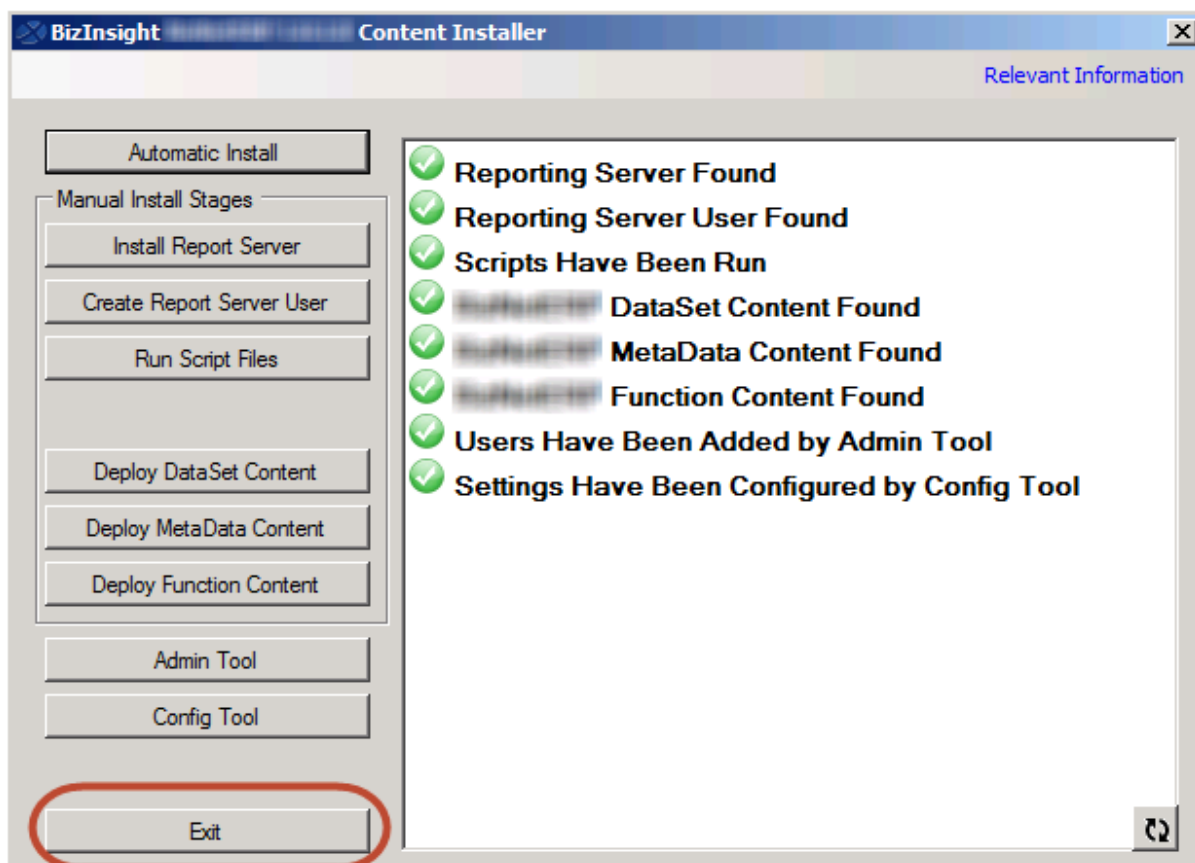 BizInsight Content Installer
Relevant Information
Automatic Install
Manual Install Stages
Install Report Server
Create Report Server User
Run Script Files
Deploy DataSet Content
Deploy MetaData Content
Deploy Function Content
Admin Tool
Config Tool
Exit
Reporting Server Found
Reporting Server User Found
Scripts Have Been Run
DataSet Content Found
MetaData Content Found
Function Content Found
Users Have Been Added by Admin Tool
Settings Have Been Configured by Config Tool